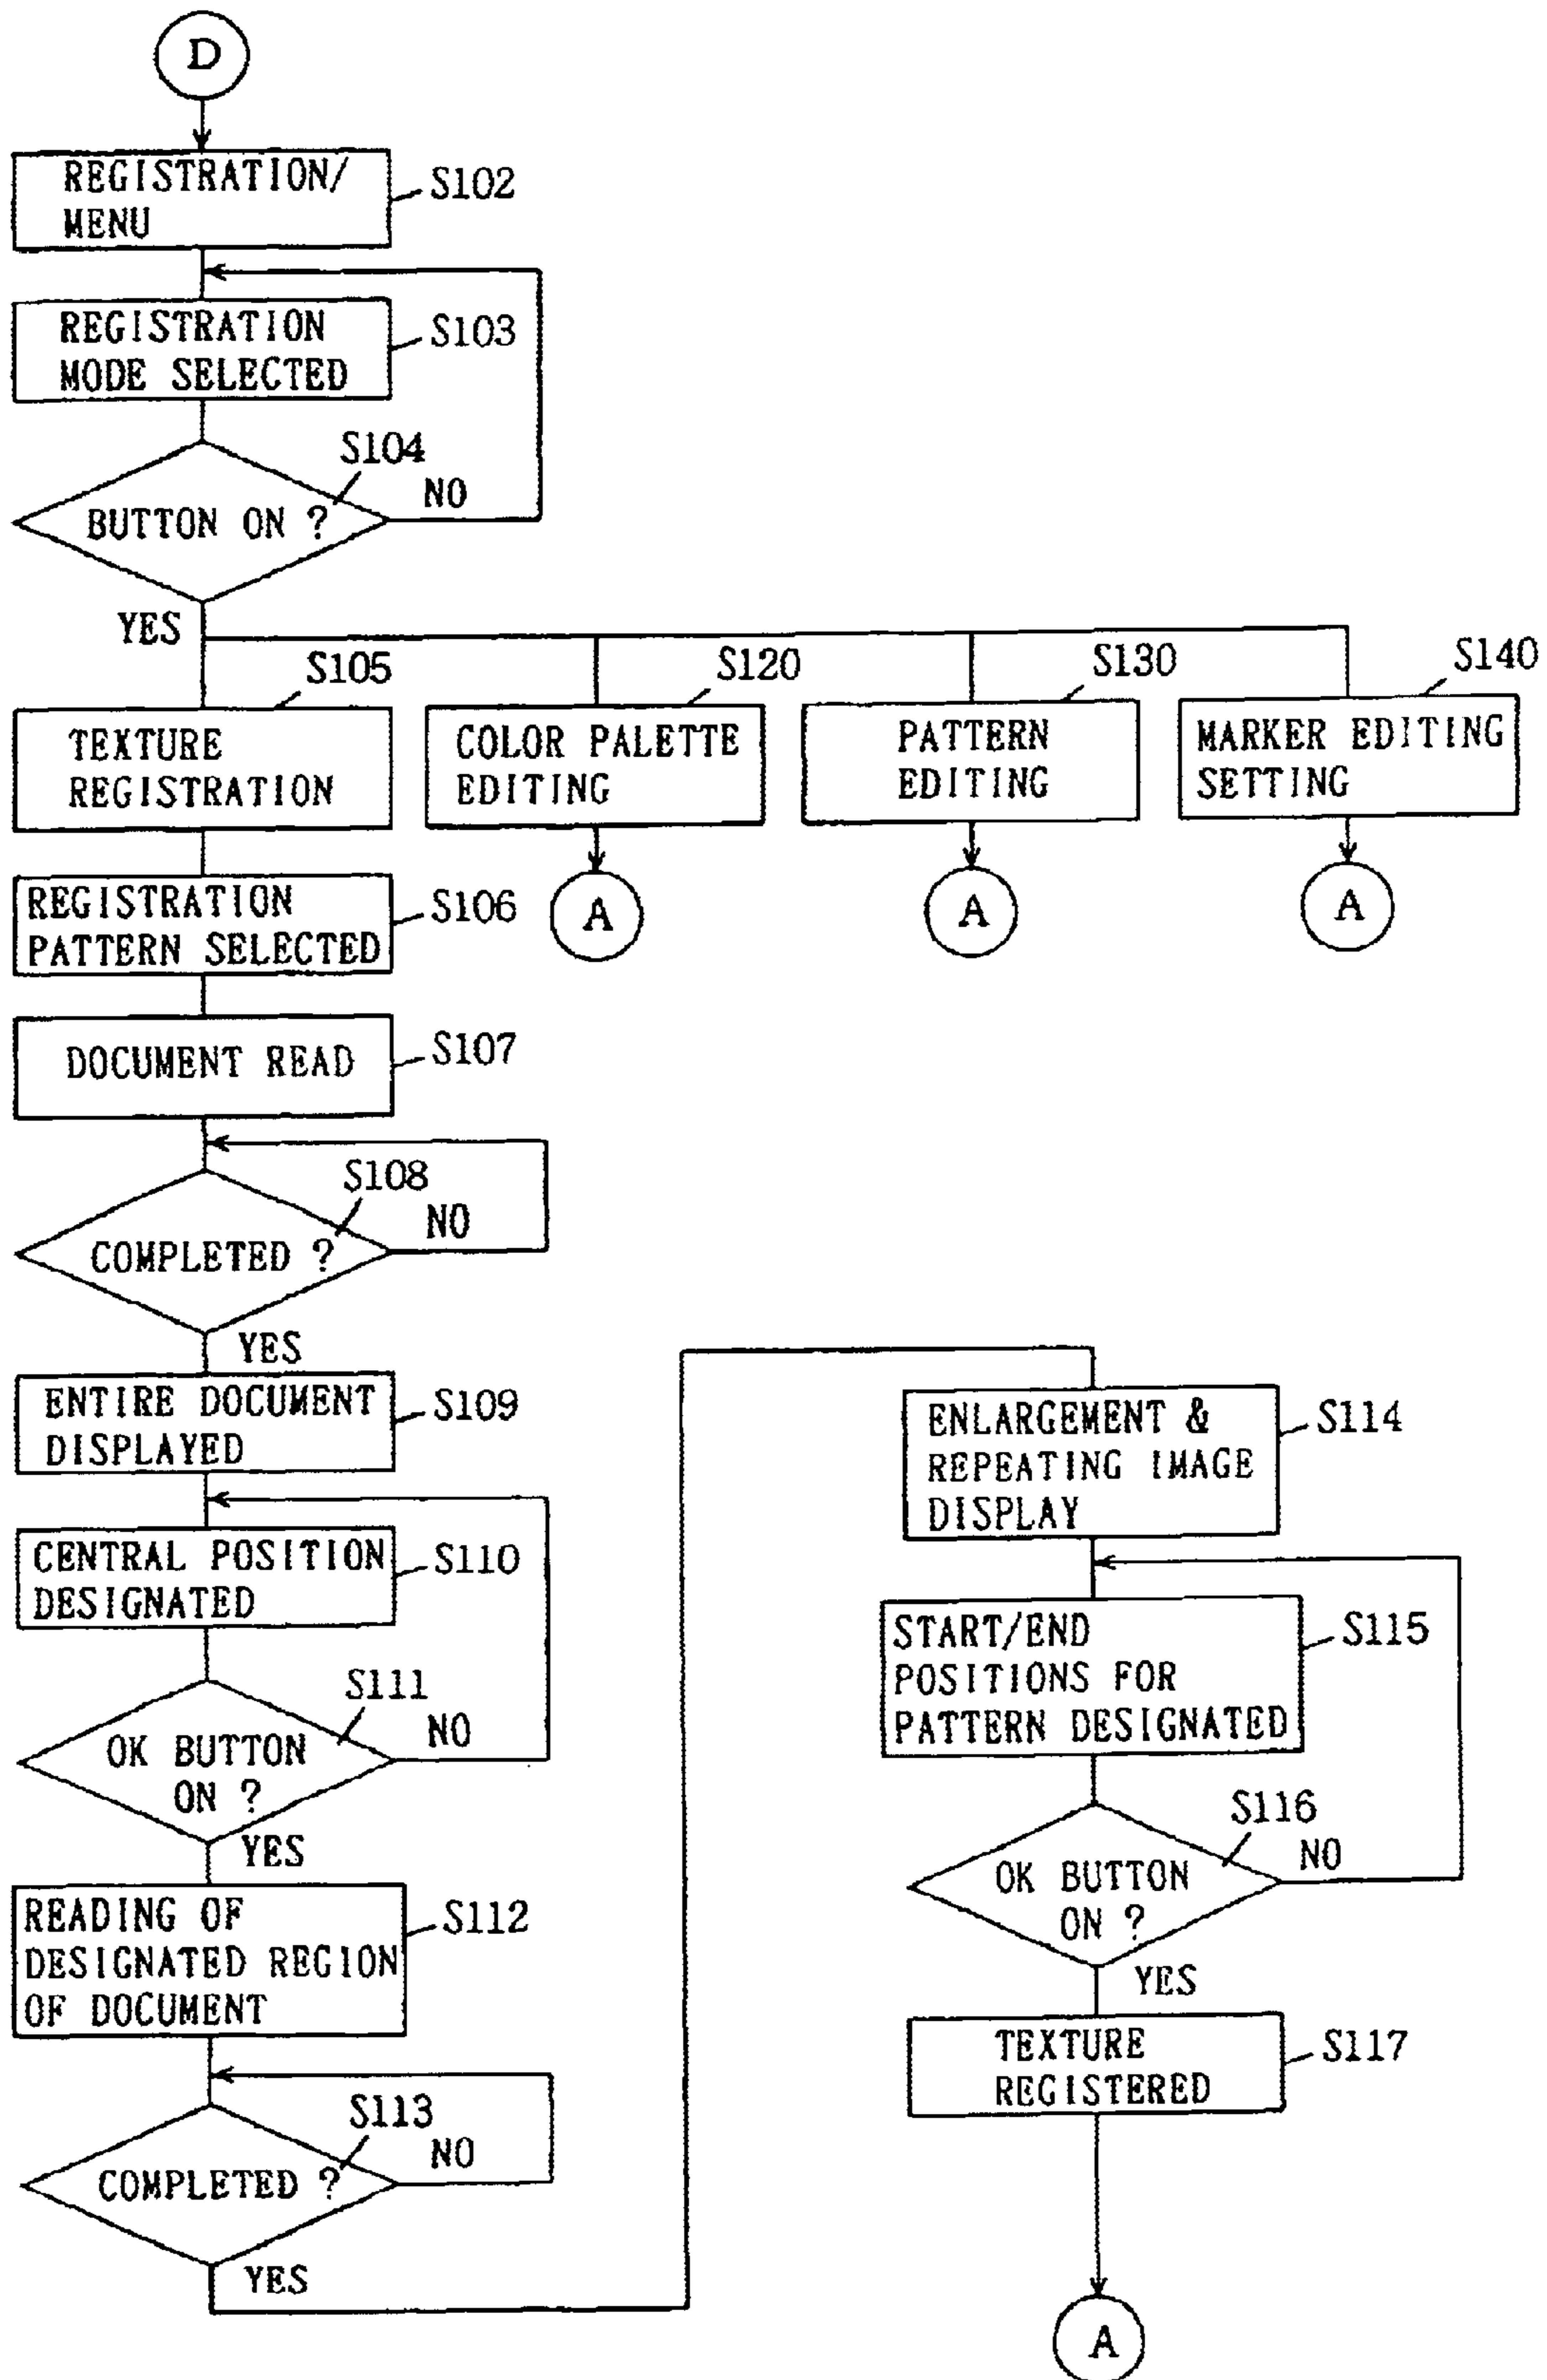 D
REGISTRATION/
MENU
S102
REGISTRATION
MODE SELECTED
S103
S104
BUTTON ON ?
NO
YES
S105
TEXTURE
REGISTRATION
S120
COLOR PALETTE
EDITING
A
S130
PATTERN
EDITING
A
S140
MARKER EDITING
SETTING
A
REGISTRATION
PATTERN SELECTED
S106
DOCUMENT READ
S107
S108
COMPLETED ?
NO
YES
ENTIRE DOCUMENT
DISPLAYED
S109
CENTRAL POSITION
DESIGNATED
S110
S111
OK BUTTON
ON ?
NO
YES
READING OF
DESIGNATED REGION
OF DOCUMENT
S112
S113
COMPLETED ?
NO
YES
ENLARGEMENT &
REPEATING IMAGE
DISPLAY
S114
START/END
POSITIONS FOR
PATTERN DESIGNATED
S115
S116
OK BUTTON
ON ?
NO
YES
TEXTURE
REGISTERED
S117
A